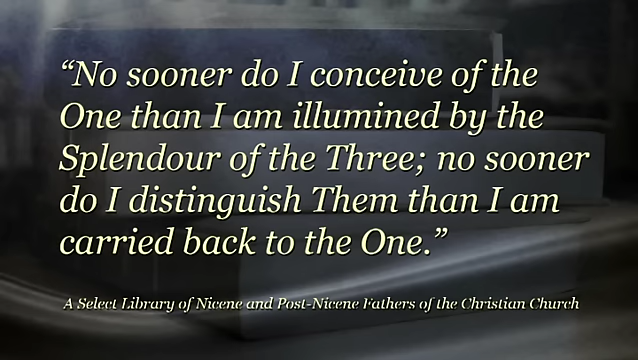 “No sooner do I conceive of the
One than I am illumined by the
Splendour of the Three; no sooner
do I distinguish Them than I am
carried back to the One.”
A Select Library of Nicene and Post-Nicene Fathers of the Christian Church